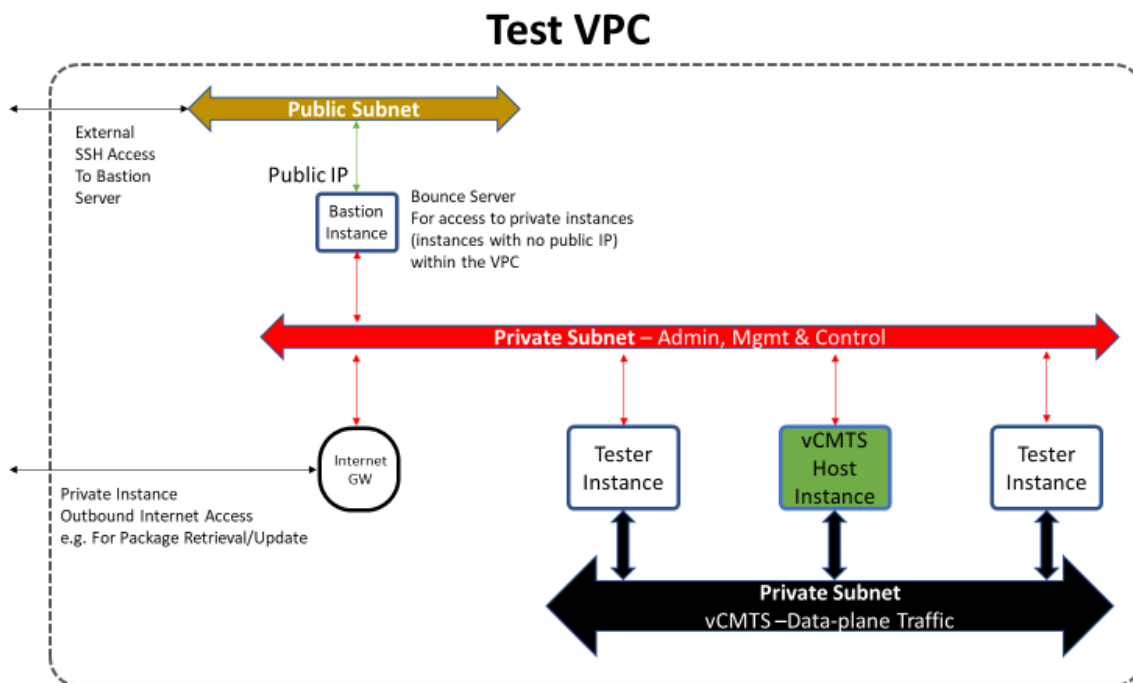 Test VPC
Public Subnet
External
SSH Access
To Bastion
Server
Public IP
Bastion
Instance
Bounce Server
For access to private instances
(instances with no public IP)
within the VPC
Private Subnet – Admin, Mgmt & Control
Internet
GW
Private Instance
Outbound Internet Access
e.g. For Package Retrieval/Update
Tester
Instance
vCMTS
Host
Instance
Tester
Instance
Private Subnet
vCMTS –Data-plane Traffic